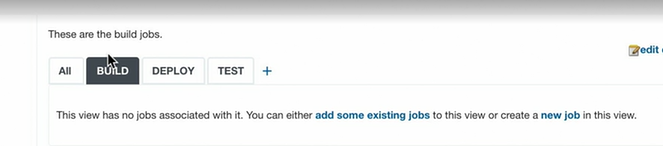 These are the build jobs.
edit
All BUILD DEPLOY TEST +
This view has no jobs associated with it. You can either add some existing jobs to this view or create a new job in this view.